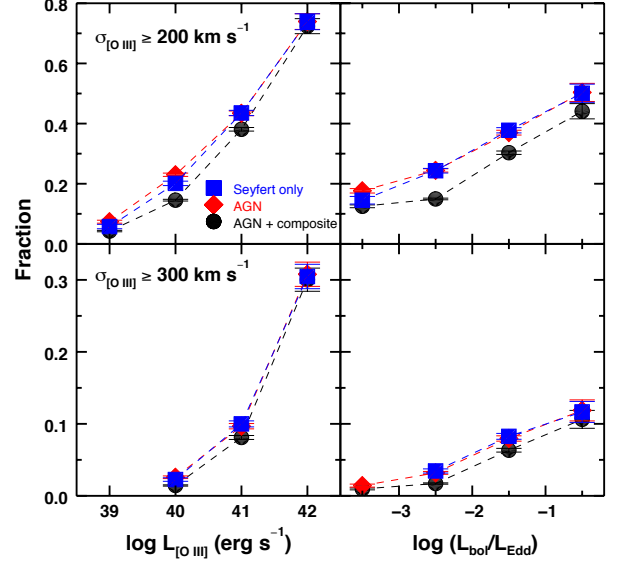 0.8
σ[O III] ≥ 200 km s⁻¹
0.6
0.4
0.2
Seyfert only
AGN
AGN + composite
0.0
Fraction
σ[O III] ≥ 300 km s⁻¹
0.3
0.2
0.1
0.0
39 40 41 42
−3 −2 −1
log L[O III] (erg s⁻¹)
log (Lbol/LEdd)